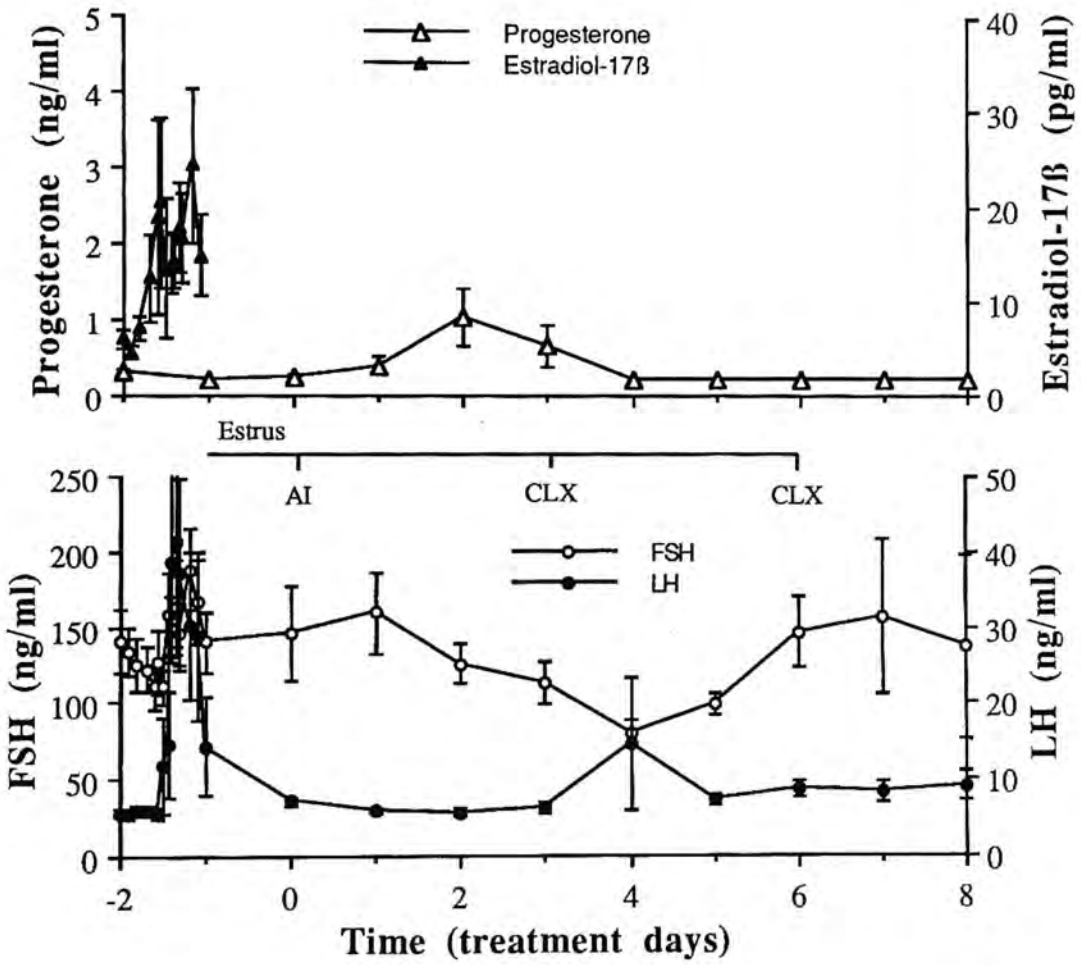 Progesterone (ng/ml)
5
4
3
2
1
0
Progesterone
Estradiol-17ß
Estradiol-17ß (pg/ml)
40
30
20
10
0
Estrus
AI
CLX
CLX
FSH (ng/ml)
250
200
150
100
50
0
FSH
LH
LH (ng/ml)
50
40
30
20
10
0
-2
0
2
4
6
8
Time (treatment days)